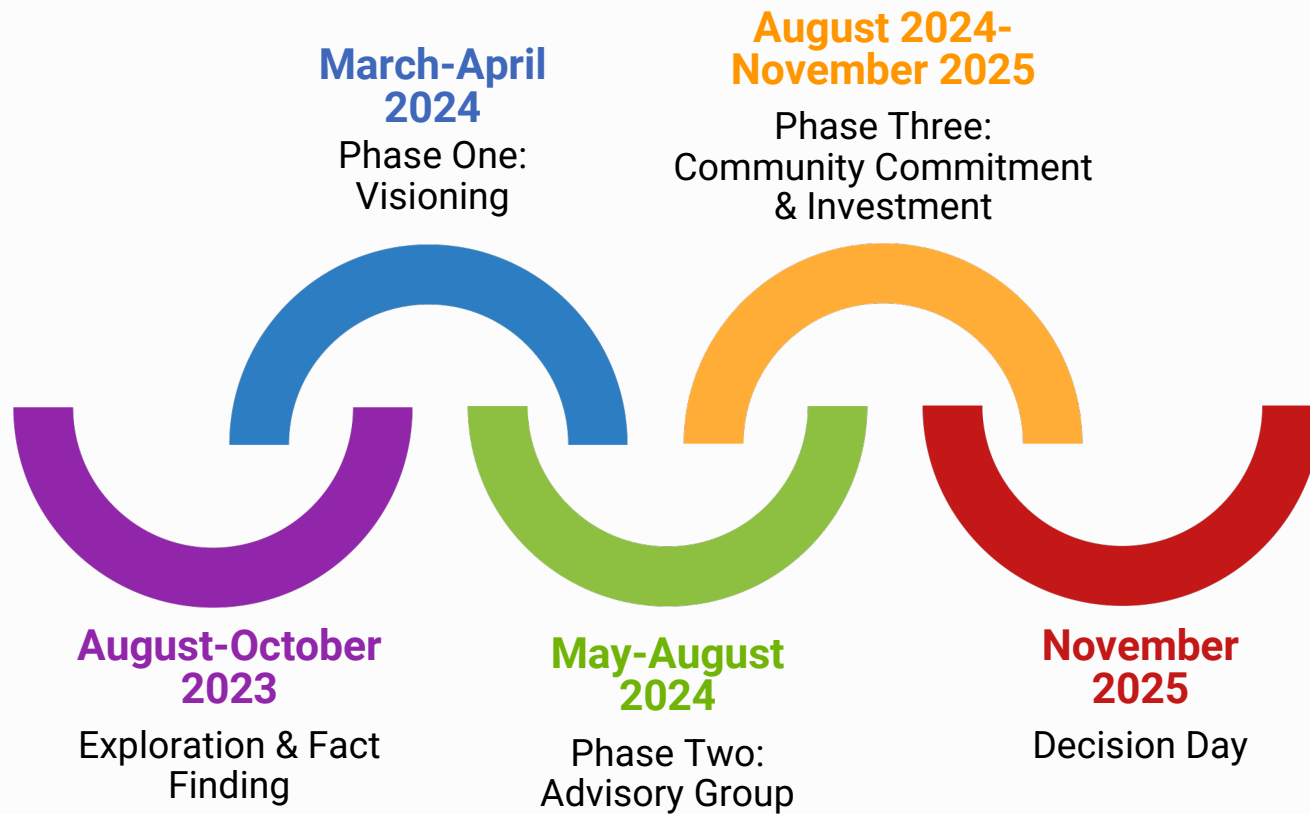 August-October
2023
Exploration & Fact
Finding
March-April
2024
Phase One:
Visioning
May-August
2024
Phase Two:
Advisory Group
August 2024-
November 2025
Phase Three:
Community Commitment
& Investment
November
2025
Decision Day